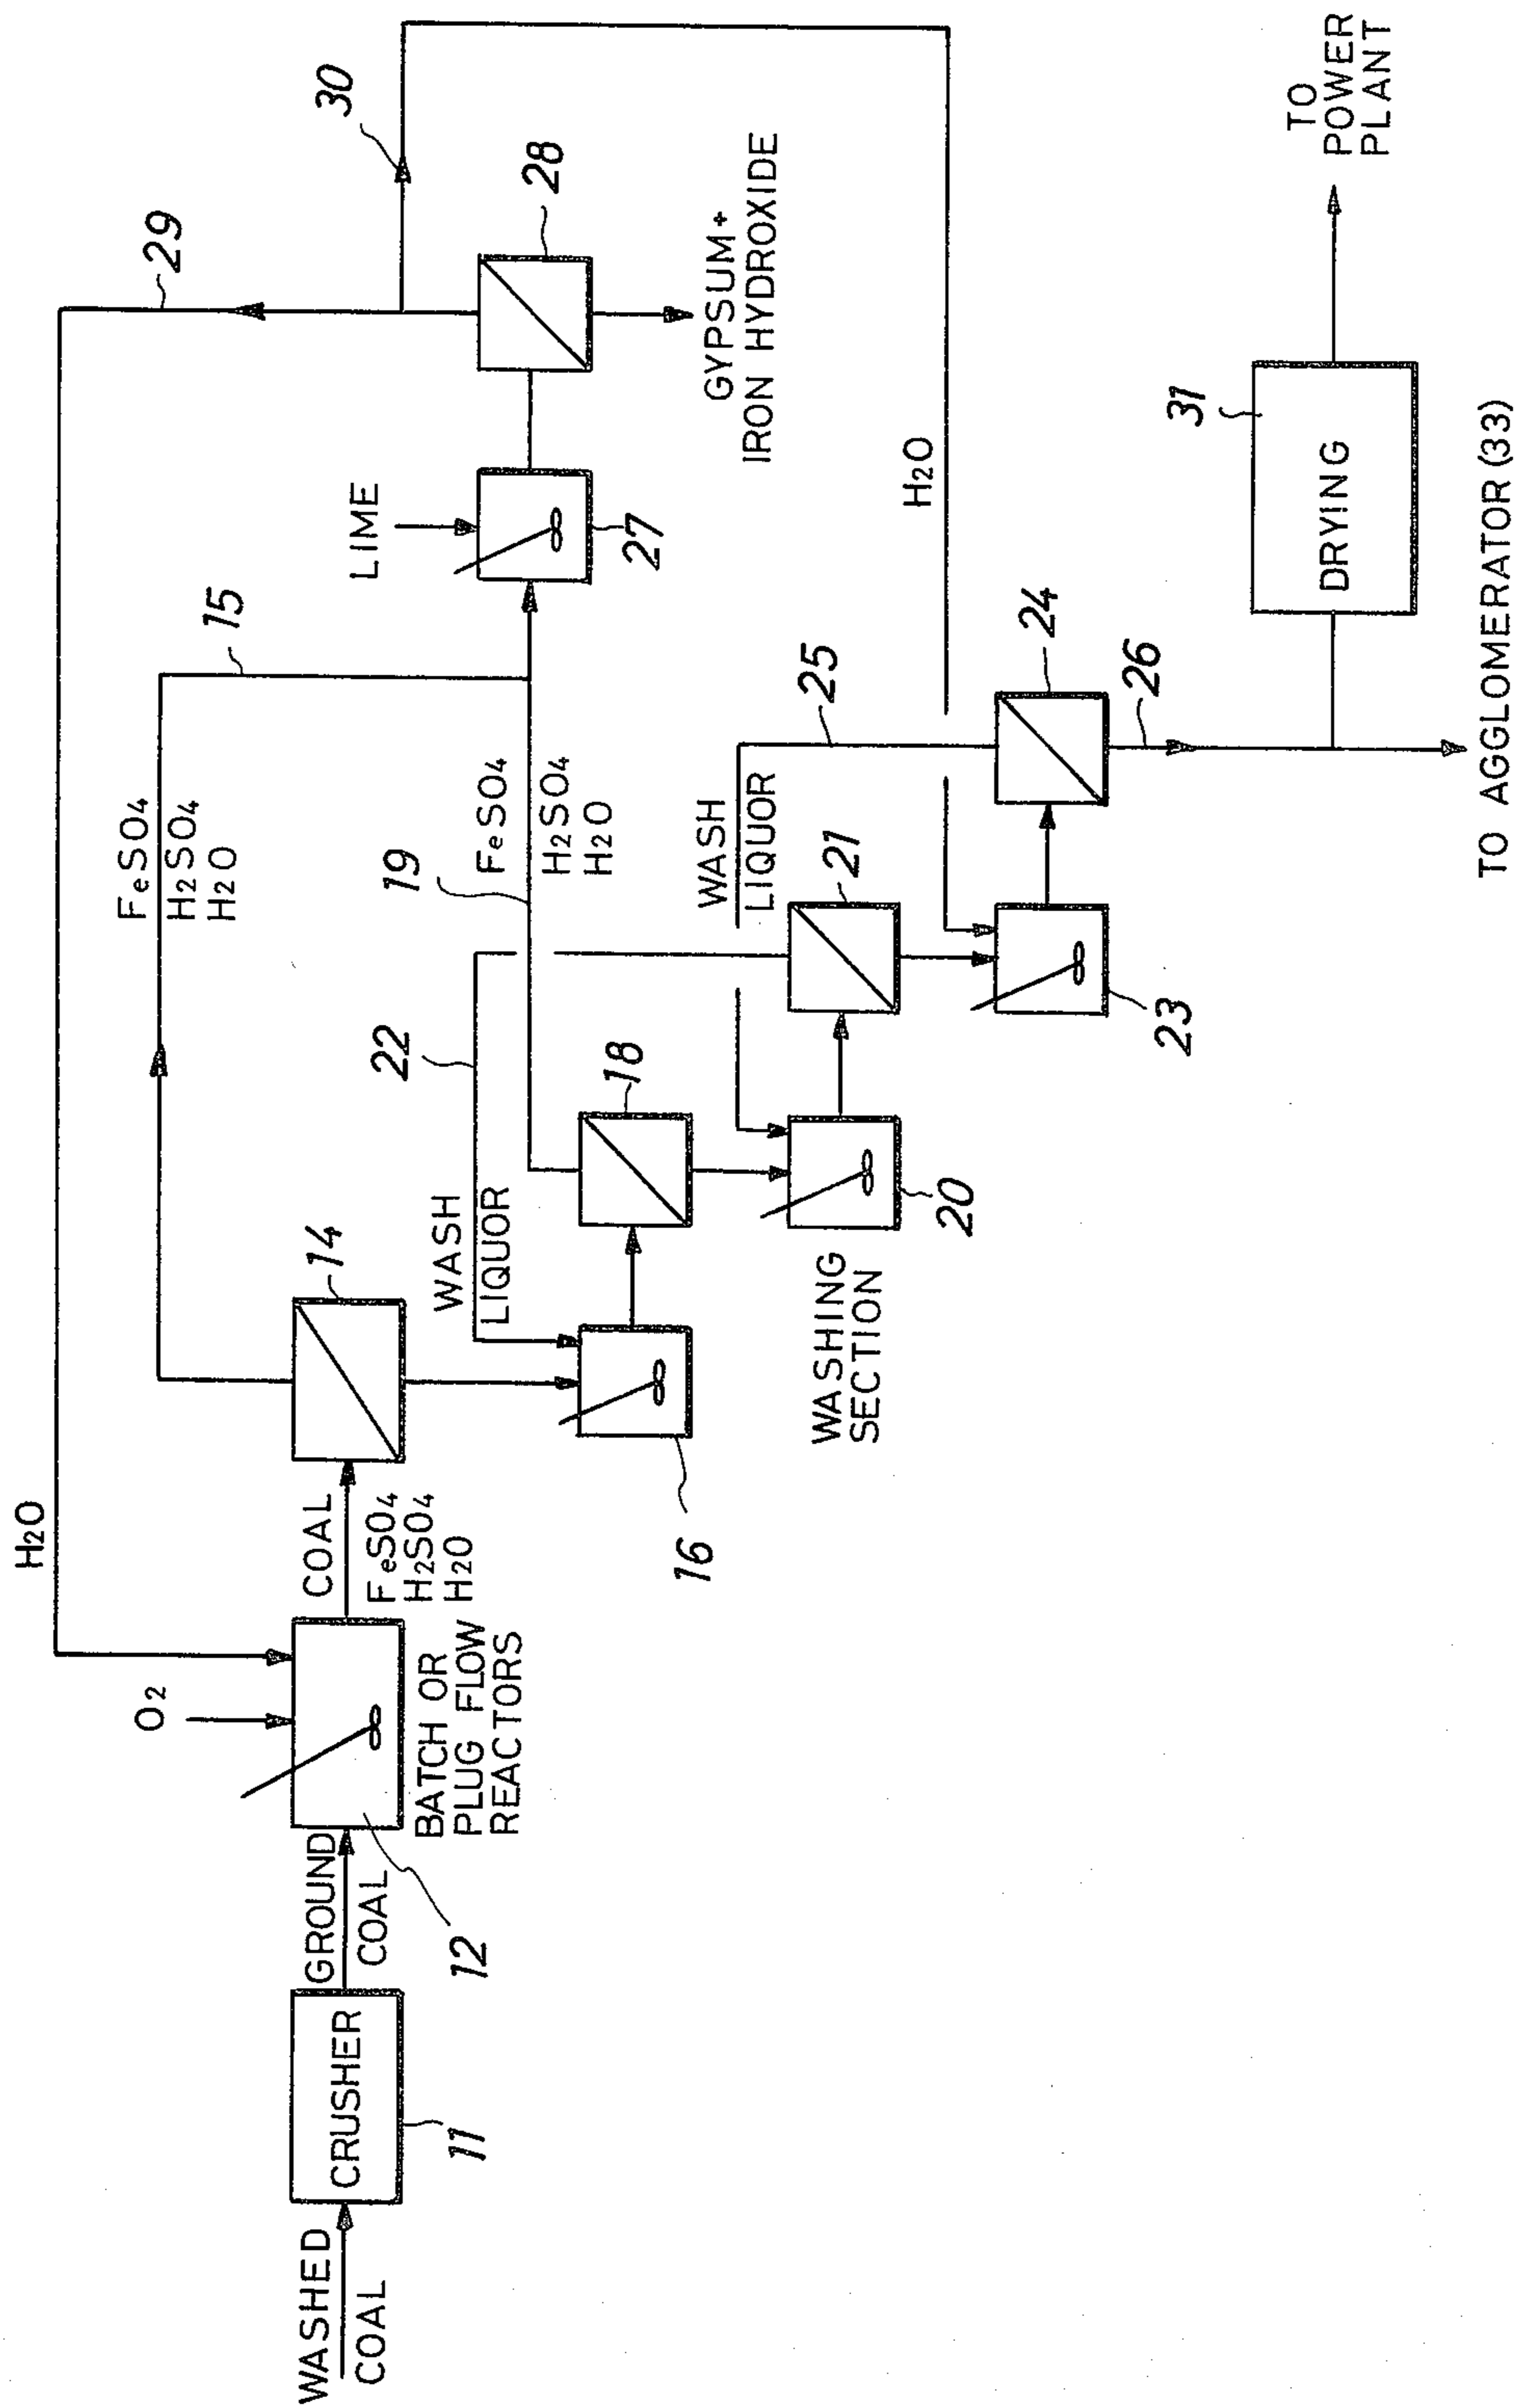 WASHED
COAL
CRUSHER
11
GROUND
COAL
12
O2
H2O
BATCH OR
PLUG FLOW
REACTORS
COAL
FeSO4
H2SO4
H2O
14
FeSO4
H2SO4
H2O
15
16
WASH
LIQUOR
22
18
19
FeSO4
H2SO4
H2O
WASHING
SECTION
20
21
WASH
LIQUOR
25
23
24
26
LIME
27
28
29
30
GYPSUM+
IRON HYDROXIDE
H2O
31
DRYING
TO
POWER
PLANT
TO AGGLOMERATOR (33)